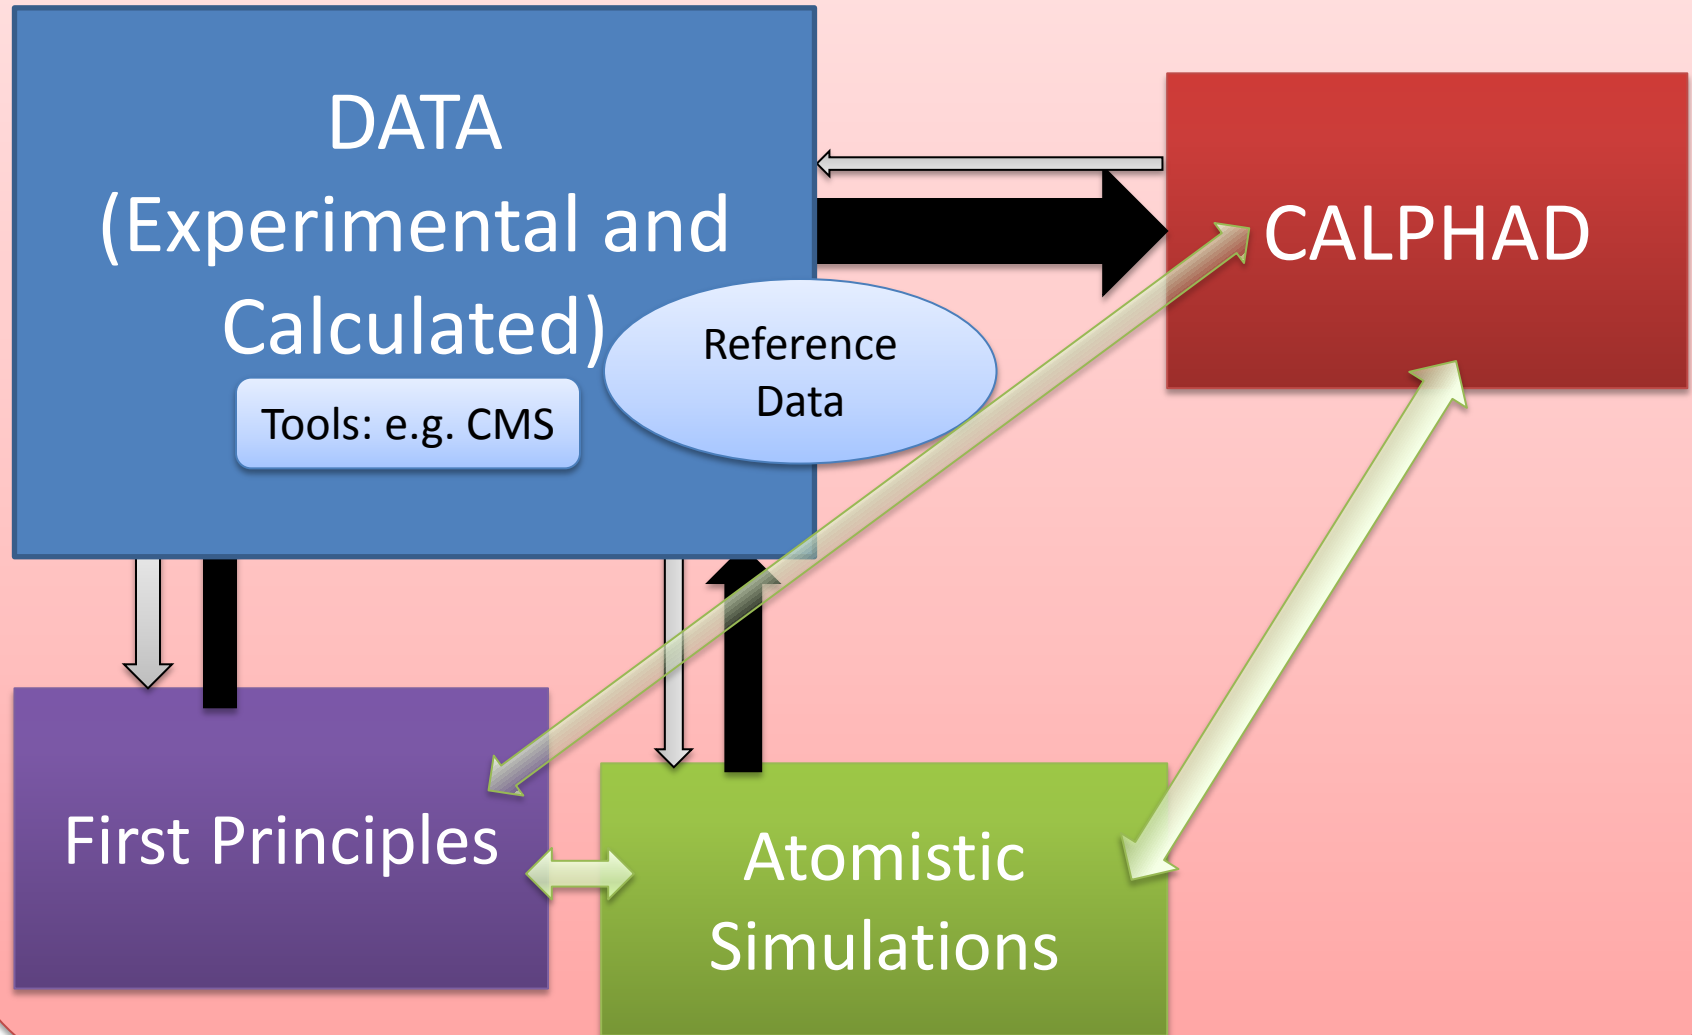 DATA
(Experimental and
Calculated)
Reference
Data
Tools: e.g. CMS
CALPHAD
First Principles
Atomistic
Simulations